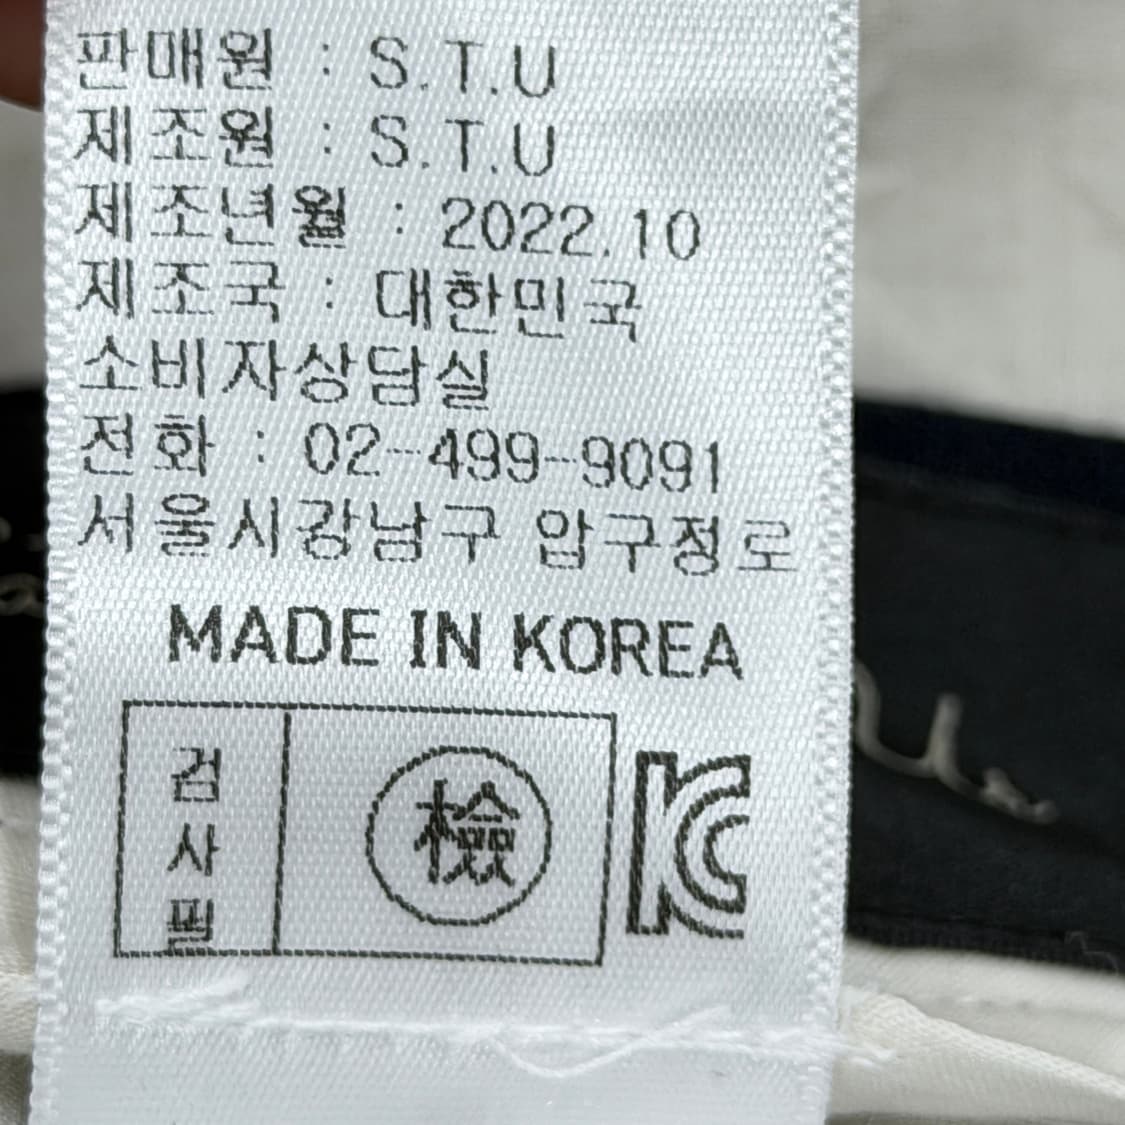 판매원 : S.T.U
제조원 : S.T.U
제조년월 : 2022.10
제조국 : 대한민국
소비자상담실
전화 : 02-499-9091
서울시강남구 압구정로
MADE IN KOREA
검사필
檢
KC